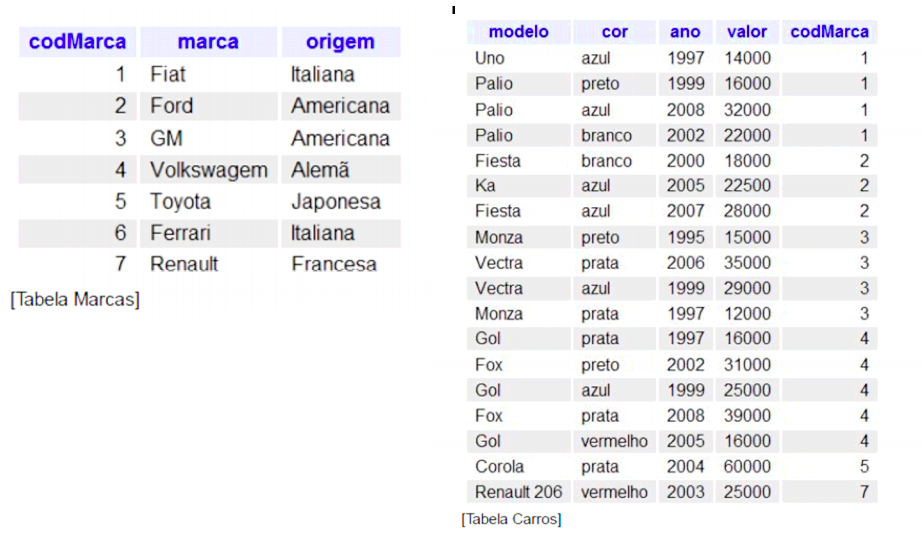 codMarca marca origem
1 Fiat Italiana
2 Ford Americana
3 GM Americana
4 Volkswagem Alemã
5 Toyota Japonesa
6 Ferrari Italiana
7 Renault Francesa
[Tabela Marcas]
modelo cor ano valor codMarca
Uno azul 1997 14000 1
Palio preto 1999 16000 1
Palio azul 2008 32000 1
Palio branco 2002 22000 1
Fiesta branco 2000 18000 2
Ka azul 2005 22500 2
Fiesta azul 2007 28000 2
Monza preto 1995 15000 3
Vectra prata 2006 35000 3
Vectra azul 1999 29000 3
Monza prata 1997 12000 3
Gol prata 1997 16000 4
Fox preto 2002 31000 4
Gol azul 1999 25000 4
Fox prata 2008 39000 4
Gol vermelho 2005 16000 4
Corola prata 2004 60000 5
Renault 206 vermelho 2003 25000 7
[Tabela Carros]